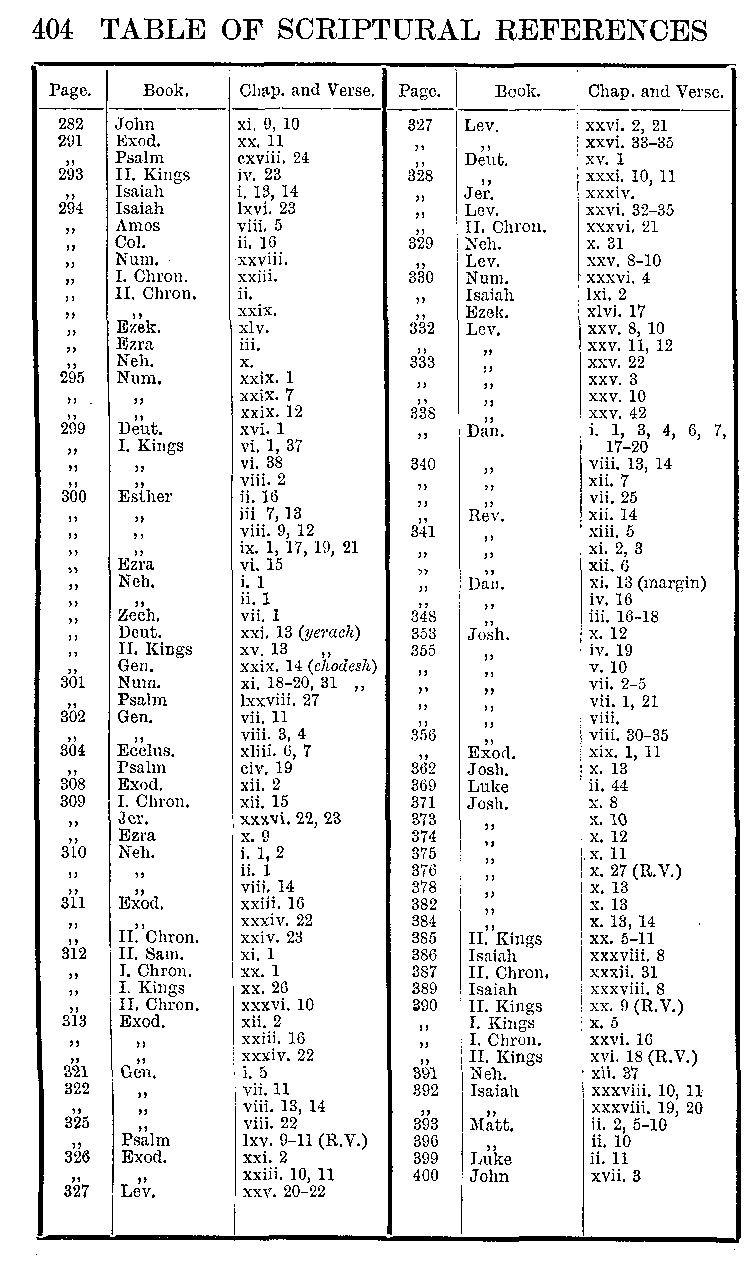 404 TABLE OF SCRIPTURAL REFERENCES
Page. Book. Chap. and Verse.
282 John xi. 9, 10
291 Exod. xx. 11
,, Psalm cxviii. 24
293 II. Kings iv. 23
,, Isaiah i. 13, 14
294 Isaiah lxvi. 23
,, Amos viii. 5
,, Col. ii. 16
,, Num. xxviii.
,, I. Chron. xxiii.
,, II. Chron. ii.
,, ,, xxix.
,, Ezek. xlv.
,, Ezra iii.
,, Neh. x.
295 Num. xxix. 1
,, ,, xxix. 7
,, ,, xxix. 12
299 Deut. xvi. 1
,, I. Kings vi. 1, 37
,, ,, vi. 38
,, ,, viii. 2
300 Esther ii. 16
,, ,, iii 7, 13
,, ,, viii. 9, 12
,, ,, ix. 1, 17, 19, 21
,, Ezra vi. 15
,, Neh. i. 1
,, ,, ii. 1
,, Zech. vii. 1
,, Deut. xxi. 13 (yerach)
,, II. Kings xv. 13 ,,
,, Gen. xxix. 14 (chodesh)
301 Num. xi. 18–20, 31 ,,
,, Psalm lxxviii. 27
302 Gen. vii. 11
,, ,, viii. 3, 4
304 Ecclus. xliii. 6, 7
,, Psalm civ. 19
308 Exod. xii. 2
309 I. Chron. xii. 15
,, Jer. xxxvi. 22, 23
,, Ezra x. 9
310 Neh. i. 1, 2
,, ,, ii. 1
,, ,, viii. 14
311 Exod. xxiii. 16
,, ,, xxxiv. 22
,, II. Chron. xxiv. 23
312 II. Sam. xi. 1
,, I. Chron. xx. 1
,, I. Kings xx. 26
,, II. Chron. xxxvi. 10
313 Exod. xii. 2
,, ,, xxiii. 16
,, ,, xxxiv. 22
321 Gen. i. 5
322 ,, vii. 11
,, ,, viii. 13, 14
325 ,, viii. 22
,, Psalm lxv. 9–11 (R.V.)
326 Exod. xxi. 2
,, ,, xxiii. 10, 11
327 Lev. xxv. 20–22
Page. Book. Chap. and Verse.
327 Lev. xxvi. 2, 21
,, ,, xxvi. 33–35
,, Deut. xv. 1
328 ,, xxxi. 10, 11
,, Jer. xxxiv.
,, Lev. xxvi. 32–35
,, II. Chron. xxxvi. 21
329 Neh. x. 31
,, Lev. xxv. 8–10
330 Num. xxxvi. 4
,, Isaiah lxi. 2
,, Ezek. xlvi. 17
332 Lev. xxv. 8, 10
,, ,, xxv. 11, 12
333 ,, xxv. 22
,, ,, xxv. 3
,, ,, xxv. 10
338 ,, xxv. 42
,, Dan. i. 1, 3, 4, 6, 7,
17–20
340 ,, viii. 13, 14
,, ,, xii. 7
,, ,, vii. 25
,, Rev. xii. 14
341 ,, xiii. 5
,, ,, xi. 2, 3
,, ,, xii. 6
,, Dan. xi. 13 (margin)
,, ,, iv. 16
348 ,, iii. 16–18
353 Josh. x. 12
355 ,, iv. 19
,, ,, v. 10
,, ,, vii. 2–5
,, ,, vii. 1, 21
,, ,, viii.
356 ,, viii. 30–35
,, Exod. xix. 1, 11
362 Josh. x. 13
369 Luke ii. 44
371 Josh. x. 8
373 ,, x. 10
374 ,, x. 12
375 ,, x. 11
376 ,, x. 27 (R.V.)
378 ,, x. 13
382 ,, x. 13
384 ,, x. 13, 14
385 II. Kings xx. 5–11
386 Isaiah xxxviii. 8
387 II. Chron. xxxii. 31
389 Isaiah xxxviii. 8
390 II. Kings xx. 9 (R.V.)
,, I. Kings x. 5
,, I. Chron. xxvi. 16
,, II. Kings xvi. 18 (R.V.)
391 Neh. xii. 37
392 Isaiah xxxviii. 10, 11
,, ,, xxxviii. 19, 20
393 Matt. ii. 2, 5–10
396 ,, ii. 10
399 Luke ii. 11
400 John xvii. 3